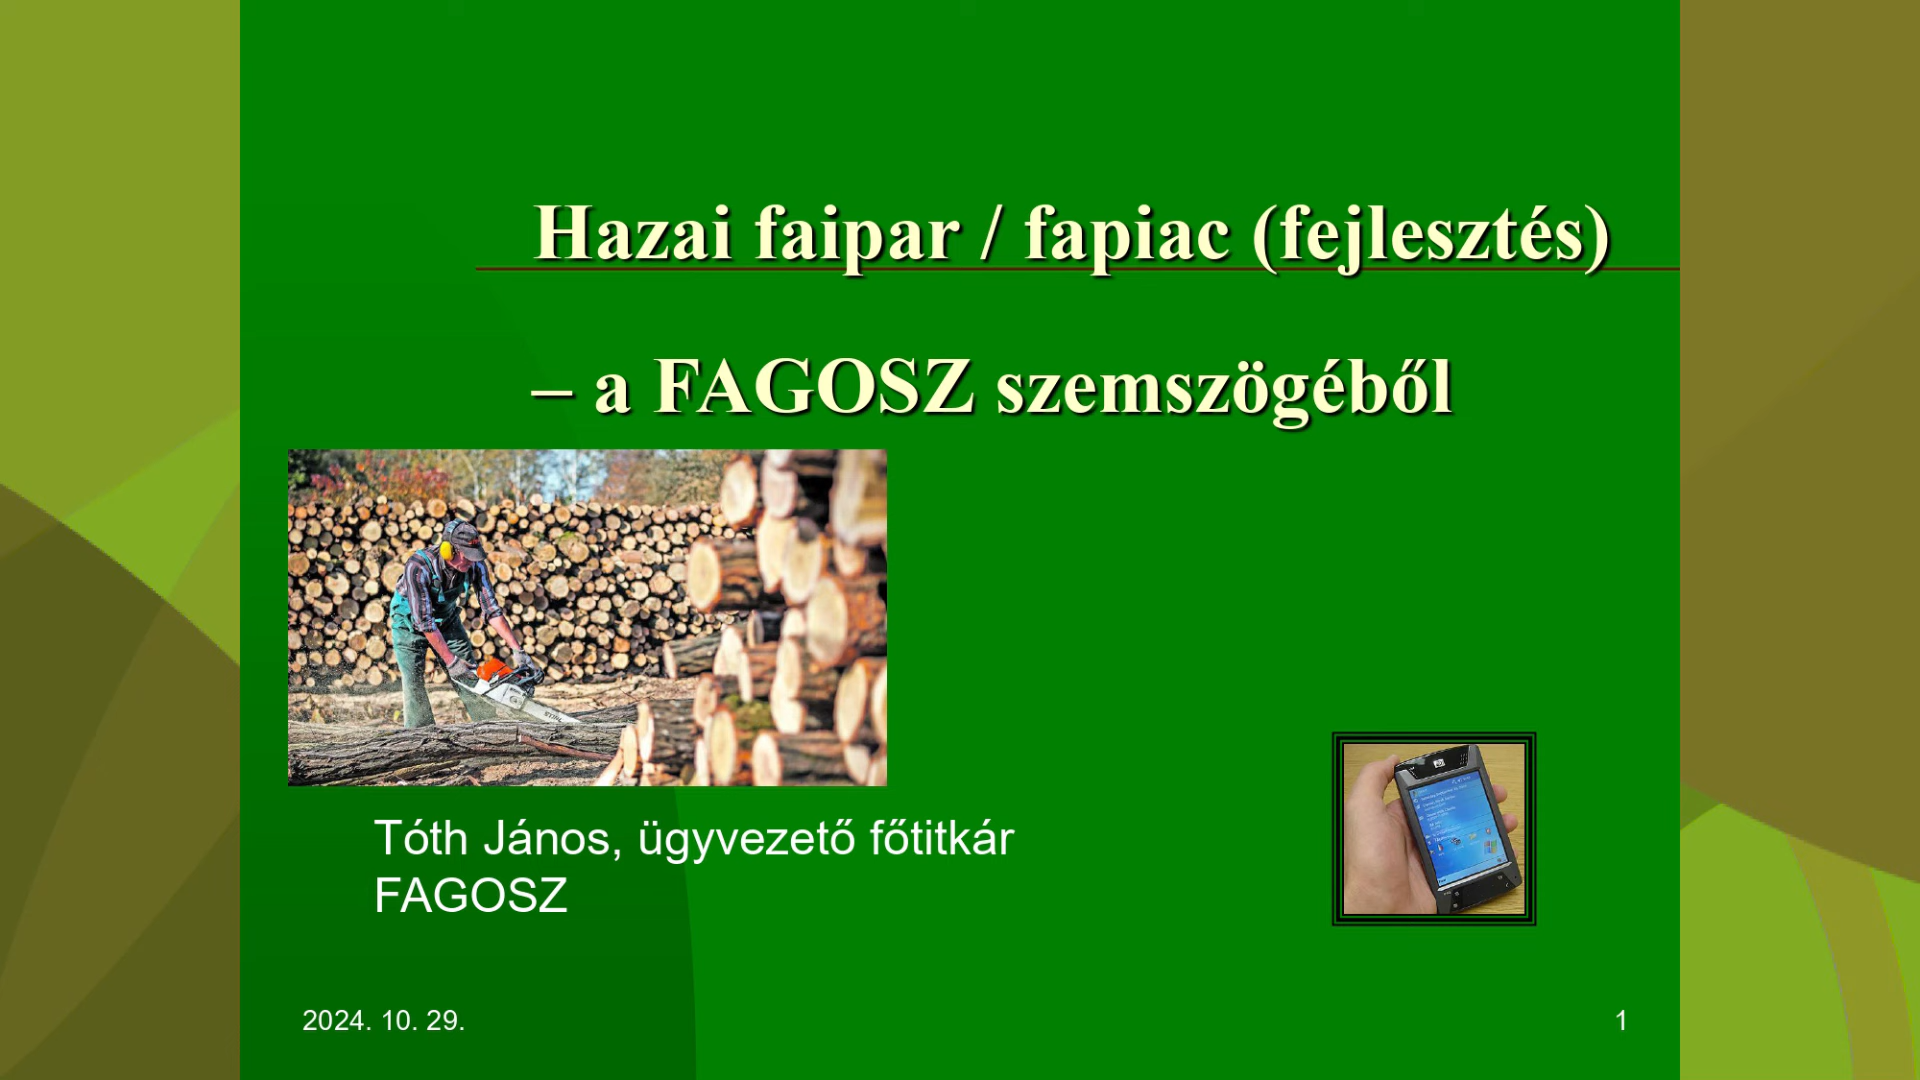 Hazai faipar / fapiac (fejlesztés)
– a FAGOSZ szemszögéből
Tóth János, ügyvezető főtitkár
FAGOSZ
2024. 10. 29.
1